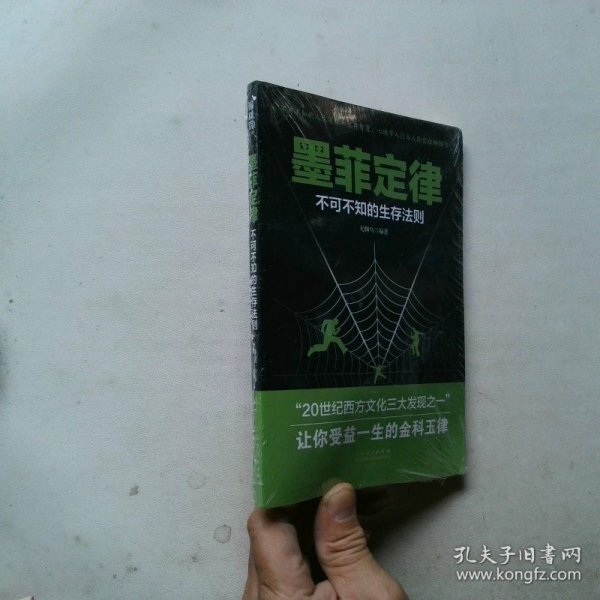 墨菲定律
不可不知的生存法则
墨菲定律
不可不知的生存法则
编著
“20世纪西方文化三大发现之一”
让你受益一生的金科玉律
孔夫子旧书网
www.kongfz.com